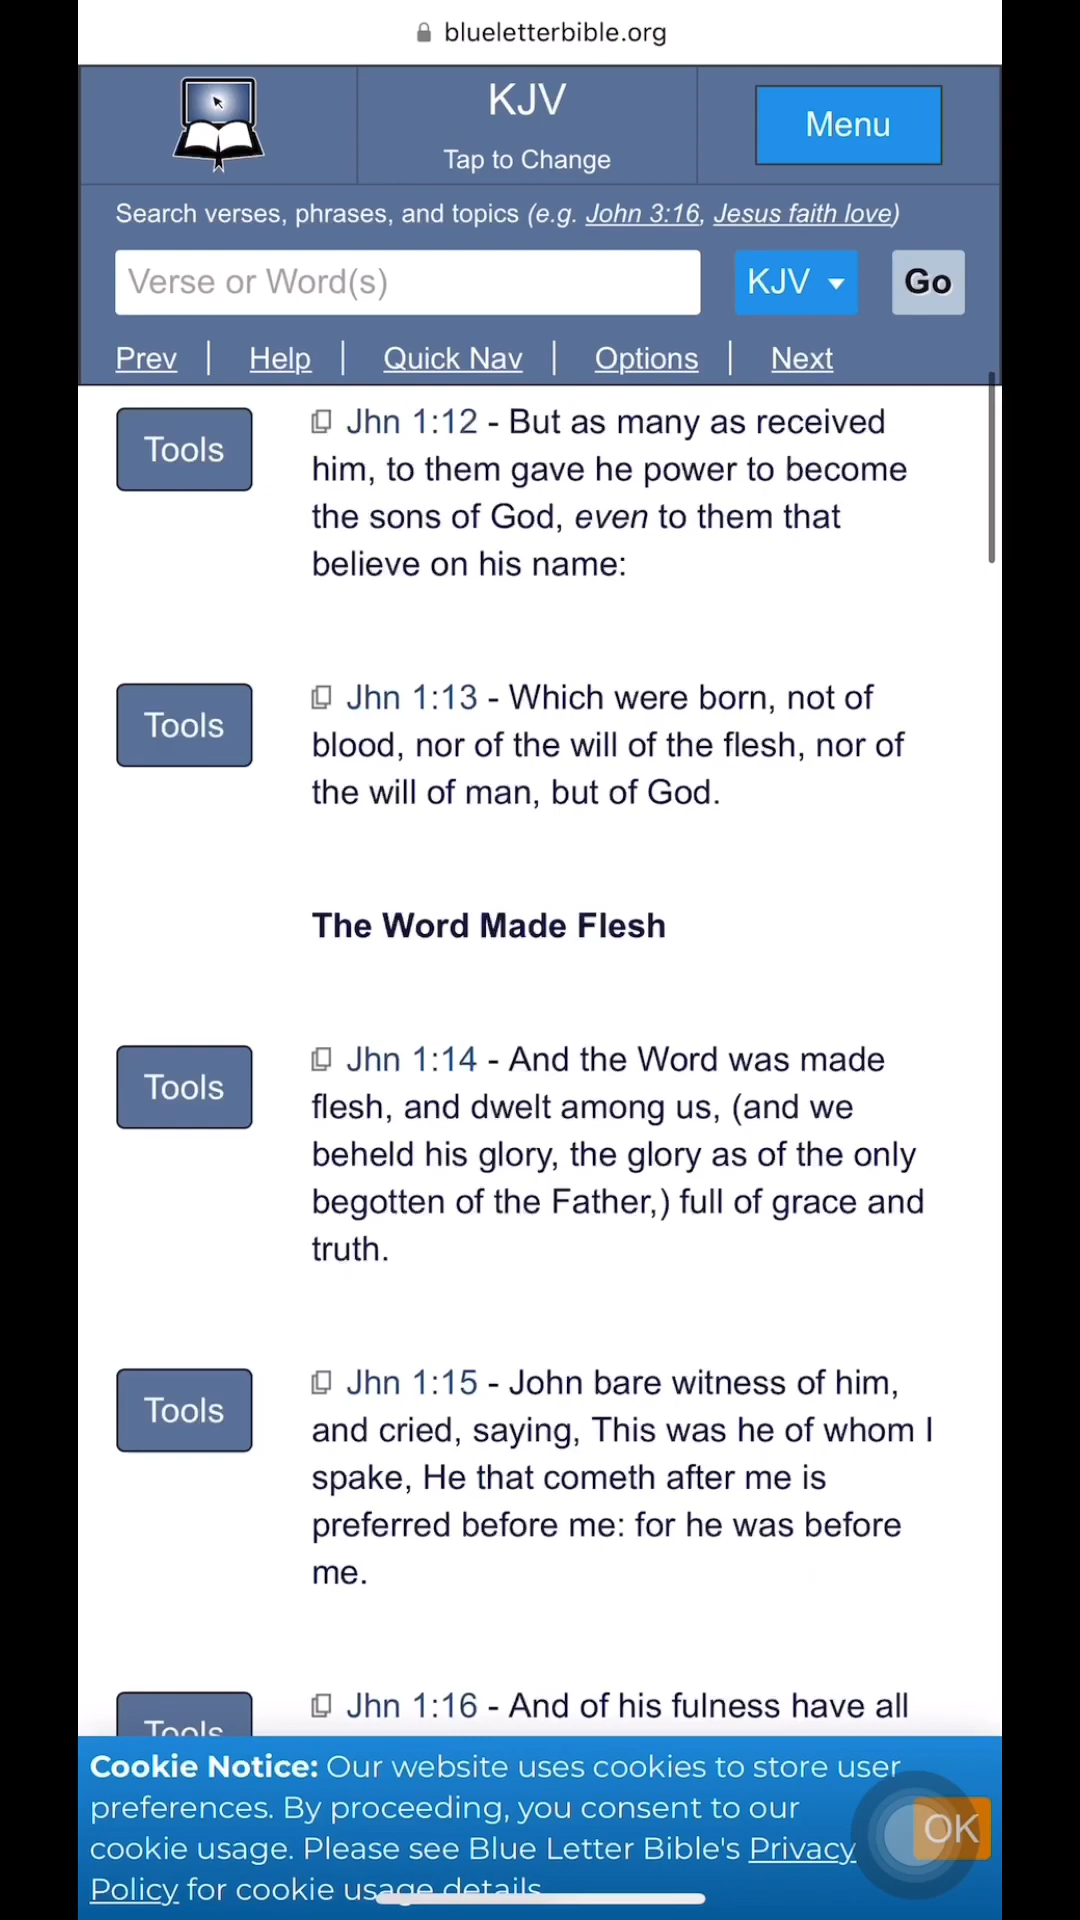 blueletterbible.org
KJV
Tap to Change
Menu
Search verses, phrases, and topics (e.g. John 3:16, Jesus faith love)
Verse or Word(s)
KJV
Go
Prev | Help | Quick Nav | Options | Next
Tools
Jhn 1:12 - But as many as received
him, to them gave he power to become
the sons of God, even to them that
believe on his name:
Tools
Jhn 1:13 - Which were born, not of
blood, nor of the will of the flesh, nor of
the will of man, but of God.
The Word Made Flesh
Tools
Jhn 1:14 - And the Word was made
flesh, and dwelt among us, (and we
beheld his glory, the glory as of the only
begotten of the Father,) full of grace and
truth.
Tools
Jhn 1:15 - John bare witness of him,
and cried, saying, This was he of whom I
spake, He that cometh after me is
preferred before me: for he was before
me.
Tools
Jhn 1:16 - And of his fulness have all
Cookie Notice: Our website uses cookies to store user
preferences. By proceeding, you consent to our
cookie usage. Please see Blue Letter Bible's Privacy
Policy for cookie usage details.
OK